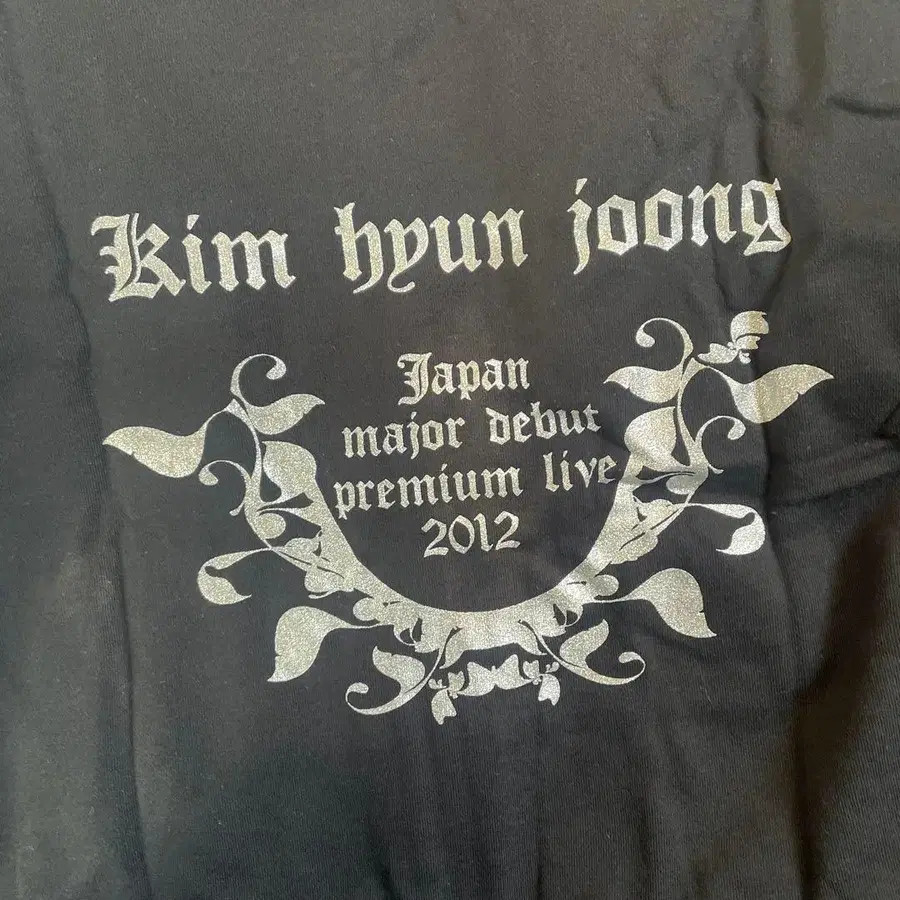 Kim hyun joong
Japan
major debut
premium live
2012